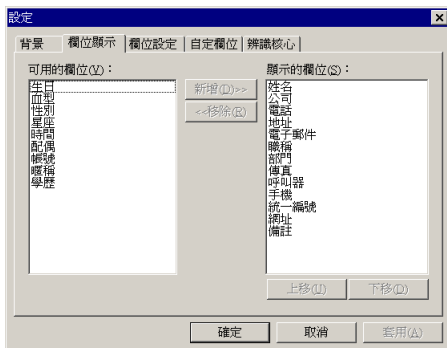 設定
背景 欄位顯示 欄位設定 自定欄位 辨識核心
可用的欄位(V)：
生日
血型
性別
星座
時間
配偶
帳號
暱稱
學歷
新增(D)>>
<<移除(R)
顯示的欄位(S)：
姓名
公司
電話
地址
電子郵件
職稱
部門
傳真
呼叫器
手機
統一編號
網址
備註
上移(U) 下移(D)
確定 取消 套用(A)